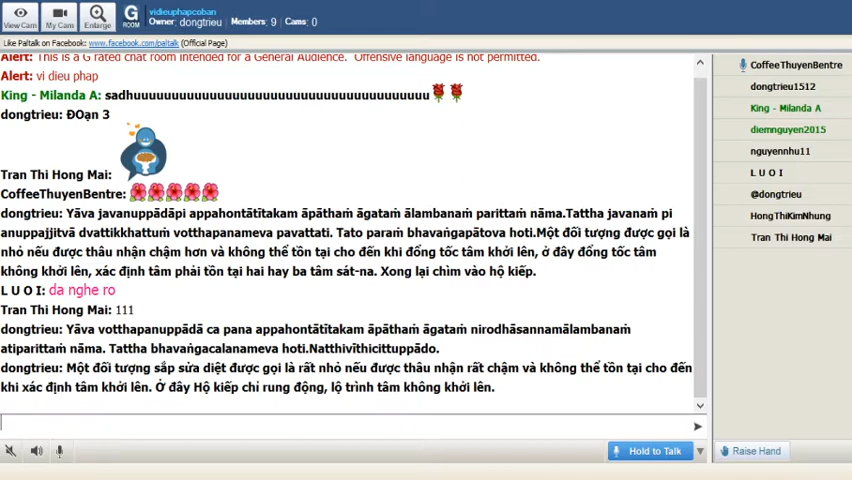 vidieuphapcoban
Owner: dongtrieu Members: 9 Cams: 0
View Cam My Cam Enlarge G ROOM
Like Paltalk on Facebook: www.facebook.com/paltalk (Official Page)
Alert: This is a G rated chat room intended for a General Audience. Offensive language is not permitted.
Alert: vi dieu phap
King - Milanda A: sadhuuuuuuuuuuuuuuuuuuuuuuuuuuuuuuuuuuuuuuu
dongtrieu: ĐOạn 3
Tran Thi Hong Mai:
CoffeeThuyenBentre:
dongtrieu: Yāva javanuppādāpi appahontātītakam āpāthaṁ āgataṁ ālambanaṁ parittaṁ nāma.Tattha javanaṁ pi
anuppajjitvā dvattikkhattuṁ votthapanameva pavattati. Tato paraṁ bhavaṅgapātova hoti.Một đối tượng được gọi là
nhỏ nếu được thâu nhận chậm hơn và không thể tồn tại cho đến khi đổng tốc tâm khởi lên, ở đây đổng tốc tâm
không khởi lên, xác định tâm phải tồn tại hai hay ba tâm sát-na. Xong lại chìm vào hộ kiếp.
L U O I: da nghe ro
Tran Thi Hong Mai: 111
dongtrieu: Yāva votthapanuppādā ca pana appahontātītakam āpāthaṁ āgataṁ nirodhāsannamālambanaṁ
atiparittaṁ nāma. Tattha bhavaṅgacalanameva hoti.Natthivīthicittuppādo.
dongtrieu: Một đối tượng sắp sửa diệt được gọi là rất nhỏ nếu được thâu nhận rất chậm và không thể tồn tại cho đến
khi xác định tâm khởi lên. Ở đây Hộ kiếp chỉ rung động, lộ trình tâm không khởi lên.
Hold to Talk
CoffeeThuyenBentre
dongtrieu1512
King - Milanda A
diemnguyen2015
nguyennhu11
L U O I
@dongtrieu
HongThiKimNhung
Tran Thi Hong Mai
Raise Hand